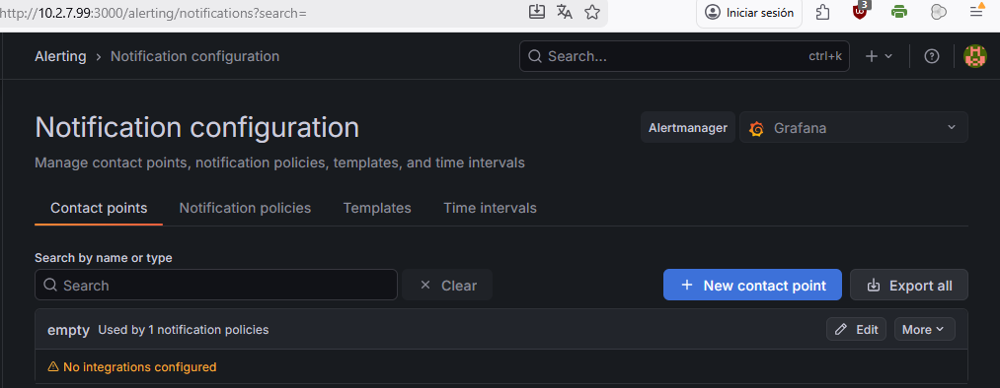 http://10.2.7.99:3000/alerting/notifications?search=
Iniciar sesión
3
Alerting › Notification configuration
Search...
ctrl+k
Notification configuration
Alertmanager
Grafana
Manage contact points, notification policies, templates, and time intervals
Contact points
Notification policies
Templates
Time intervals
Search by name or type
Search
Clear
New contact point
Export all
empty Used by 1 notification policies
Edit
More
No integrations configured